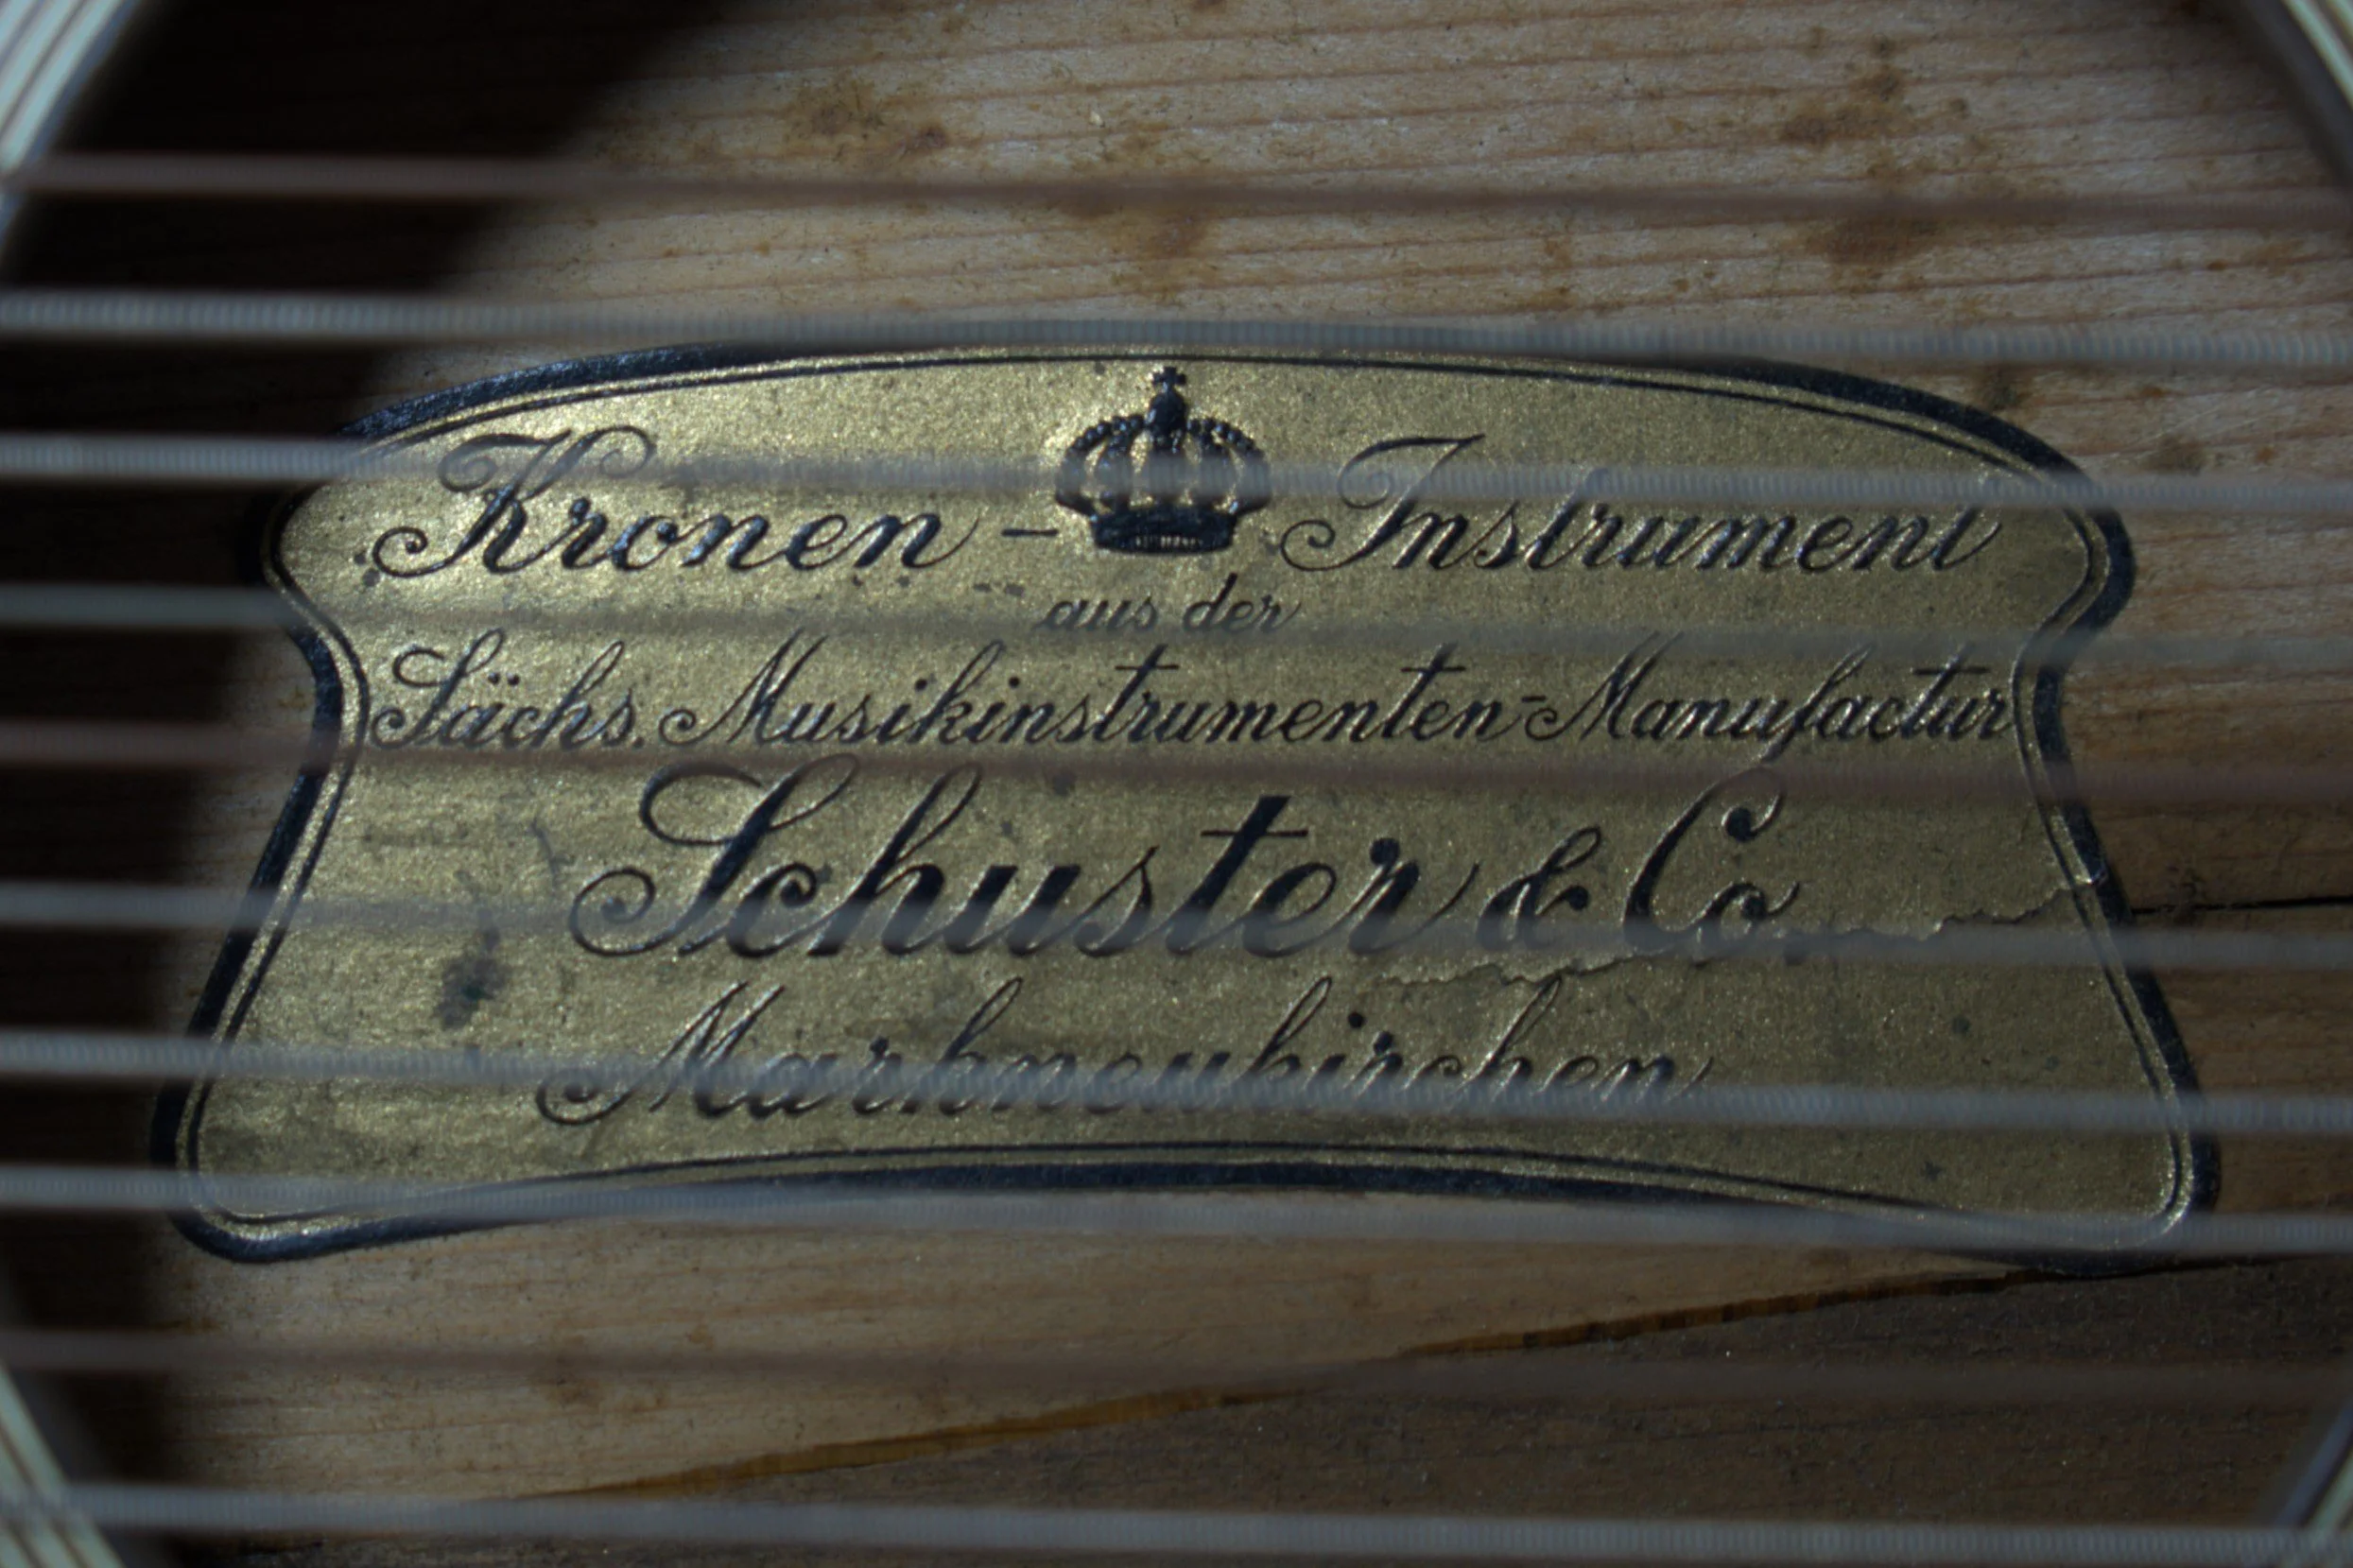 Kronen - Instrument
aus der
Sächs. Musikinstrumenten-Manufactur
Schuster & Co.
Markneukirchen